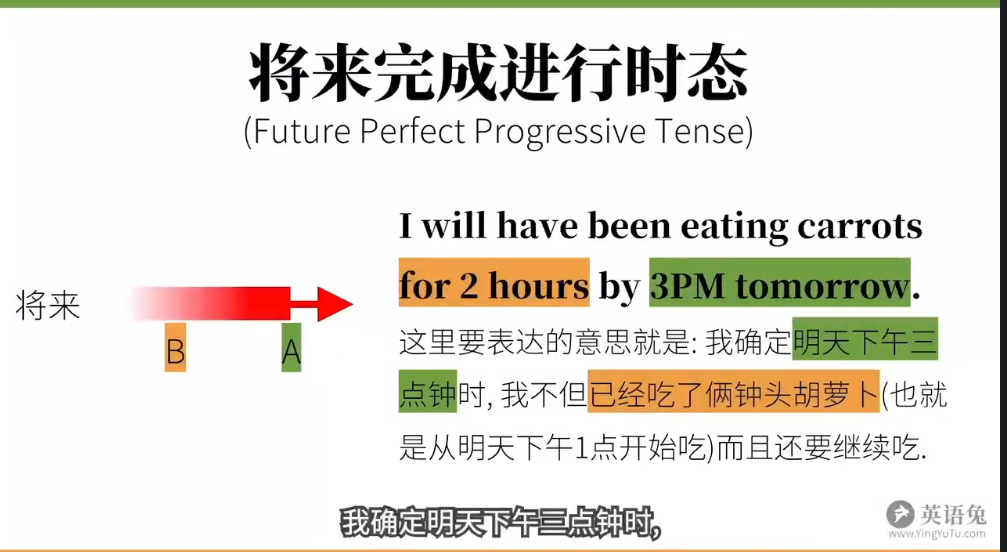 将来完成进行时态
(Future Perfect Progressive Tense)
I will have been eating carrots
for 2 hours by 3PM tomorrow.
将来
B
A
这里要表达的意思就是: 我确定明天下午三
点钟时, 我不但已经吃了俩钟头胡萝卜(也就
是从明天下午1点开始吃)而且还要继续吃.
我确定明天下午三点钟时,
英语兔
www.YingYuTu.com